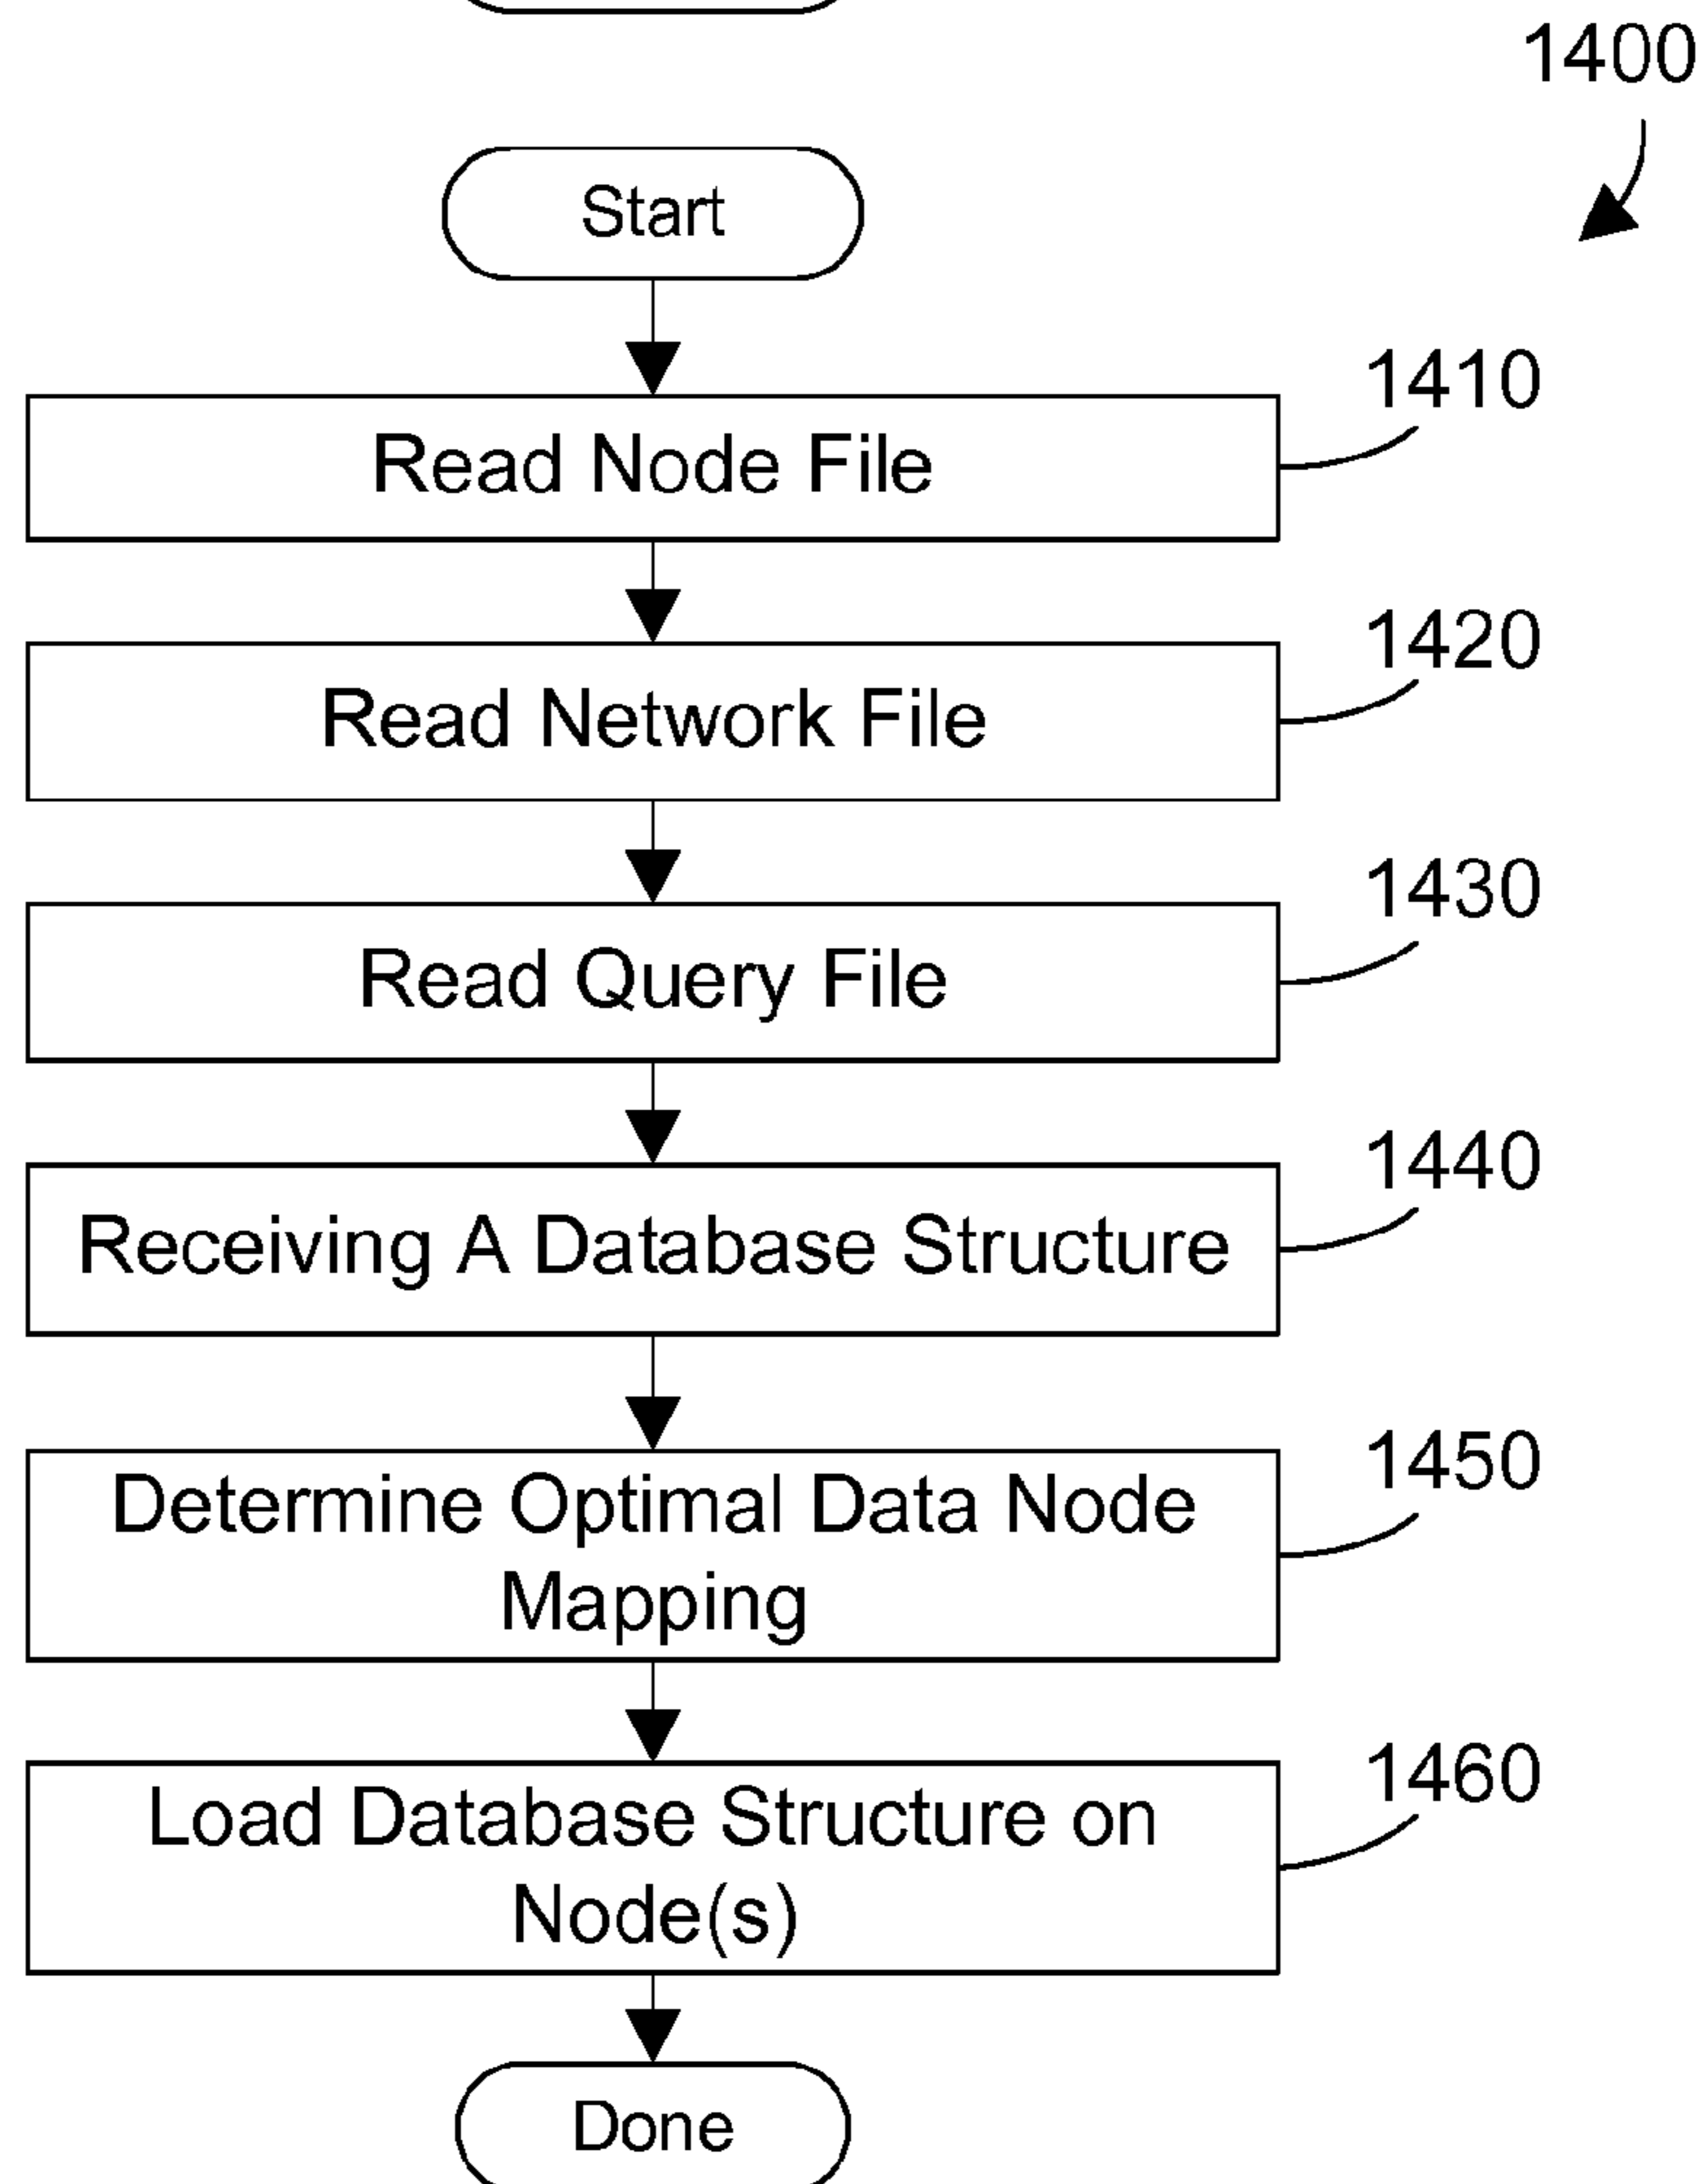 1400
Start
1410
Read Node File
1420
Read Network File
1430
Read Query File
1440
Receiving A Database Structure
1450
Determine Optimal Data Node
Mapping
1460
Load Database Structure on
Node(s)
Done